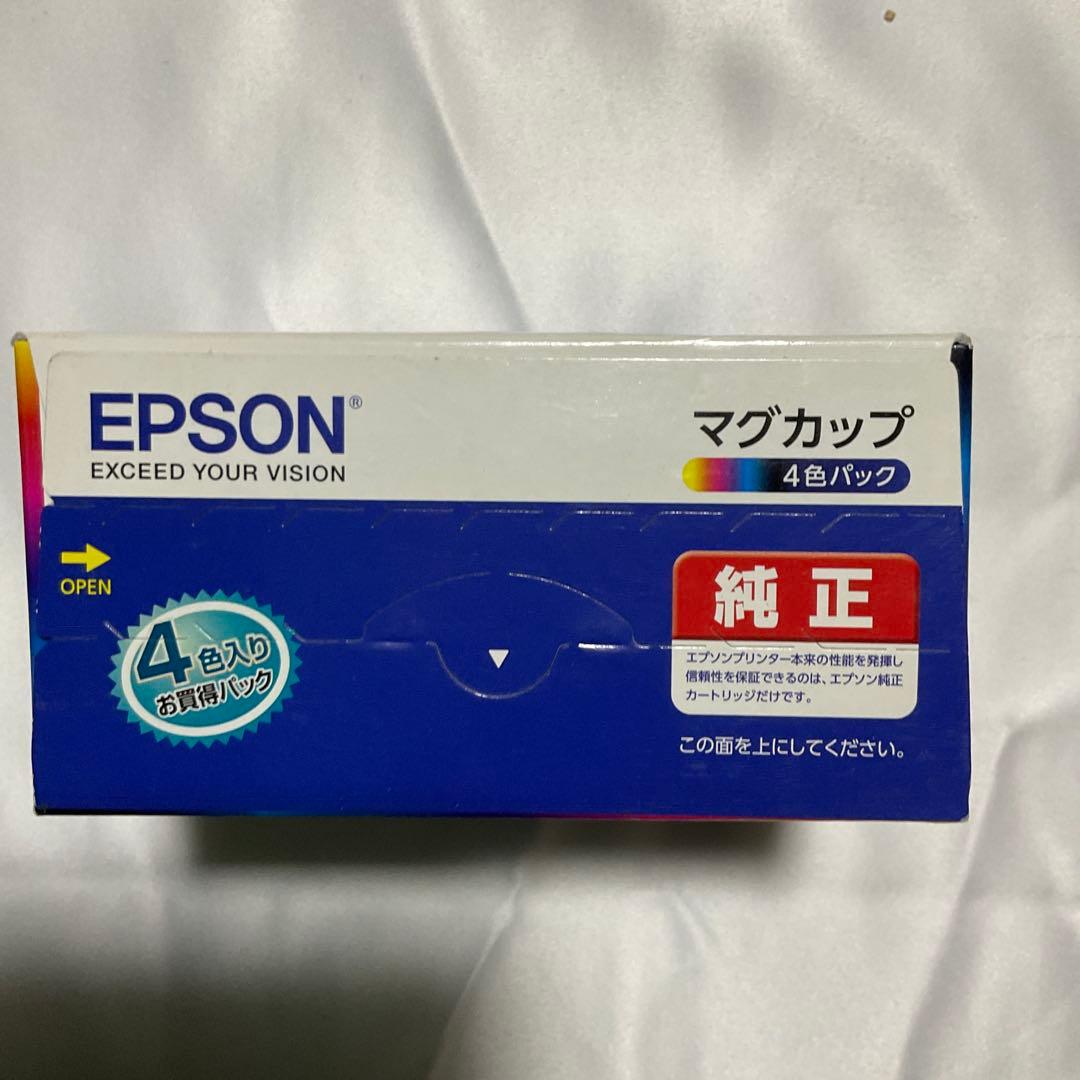 EPSON®
EXCEED YOUR VISION
マグカップ
4色パック
OPEN
4色入り
お買得パック
純正
エプソンプリンター本来の性能を発揮し
信頼性を保証できるのは、エプソン純正
カートリッジだけです。
この面を上にしてください。